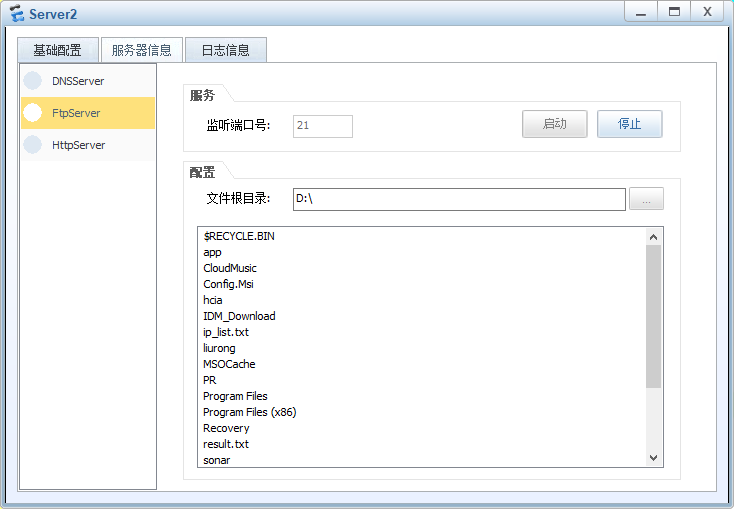 Server2
X
基础配置 服务器信息 日志信息
DNSServer
FtpServer
HttpServer
服务
监听端口号: 21 启动 停止
配置
文件根目录: D:\ ...
$RECYCLE.BIN
app
CloudMusic
Config.Msi
hcia
IDM_Download
ip_list.txt
liurong
MSOCache
PR
Program Files
Program Files (x86)
Recovery
result.txt
sonar